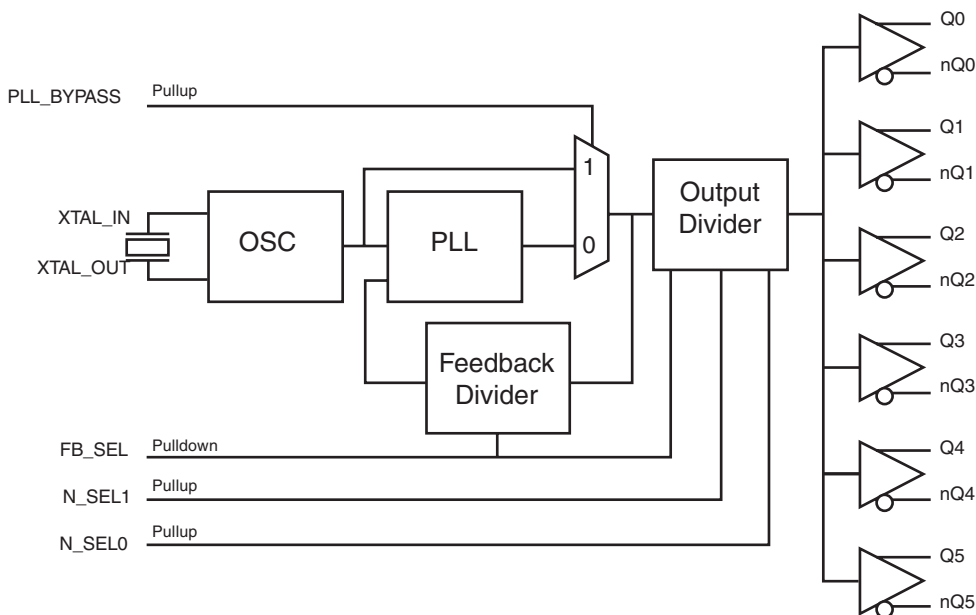 Q0
nQ0
PLL_BYPASS
Pullup
Q1
nQ1
1
Output
Divider
XTAL_IN
OSC
PLL
0
XTAL_OUT
Q2
nQ2
Feedback
Divider
Q3
nQ3
FB_SEL
Pulldown
Q4
N_SEL1
Pullup
nQ4
N_SEL0
Pullup
Q5
nQ5